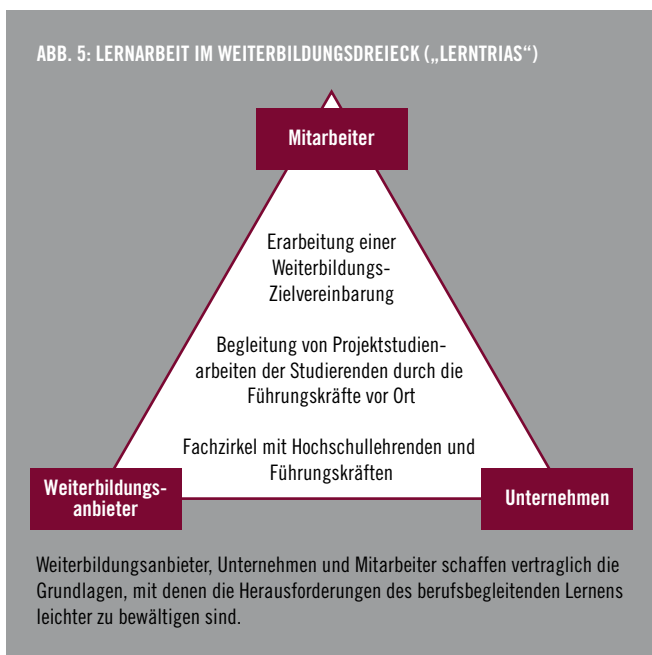 ABB. 5: LERNARBEIT IM WEITERBILDUNGSDREIECK („LERNTRIAS“)
Mitarbeiter
Erarbeitung einer
Weiterbildungs-
Zielvereinbarung
Begleitung von Projektstudien-
arbeiten der Studierenden durch die
Führungskräfte vor Ort
Fachzirkel mit Hochschullehrenden und
Führungskräften
Weiterbildungs-
anbieter
Unternehmen
Weiterbildungsanbieter, Unternehmen und Mitarbeiter schaffen vertraglich die
Grundlagen, mit denen die Herausforderungen des berufsbegleitenden Lernens
leichter zu bewältigen sind.